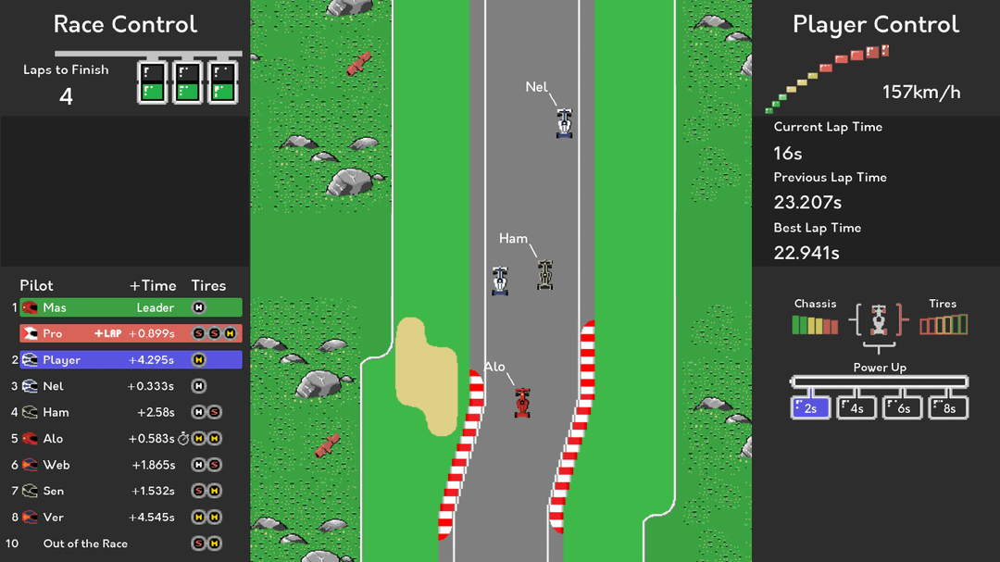 Race Control
Laps to Finish
4
Pilot +Time Tires
1 Mas Leader H
Pro +LAP +0.899s S S H
2 Player +4.295s H
3 Nel +0.333s H
4 Ham +2.58s H S
5 Alo +0.583s H H
6 Web +1.865s H S
7 Sen +1.532s S H
8 Ver +4.545s H H
10 Out of the Race S H
Nel
Ham
Alo
Player Control
157km/h
Current Lap Time
16s
Previous Lap Time
23.207s
Best Lap Time
22.941s
Chassis Tires
Power Up
2s 4s 6s 8s